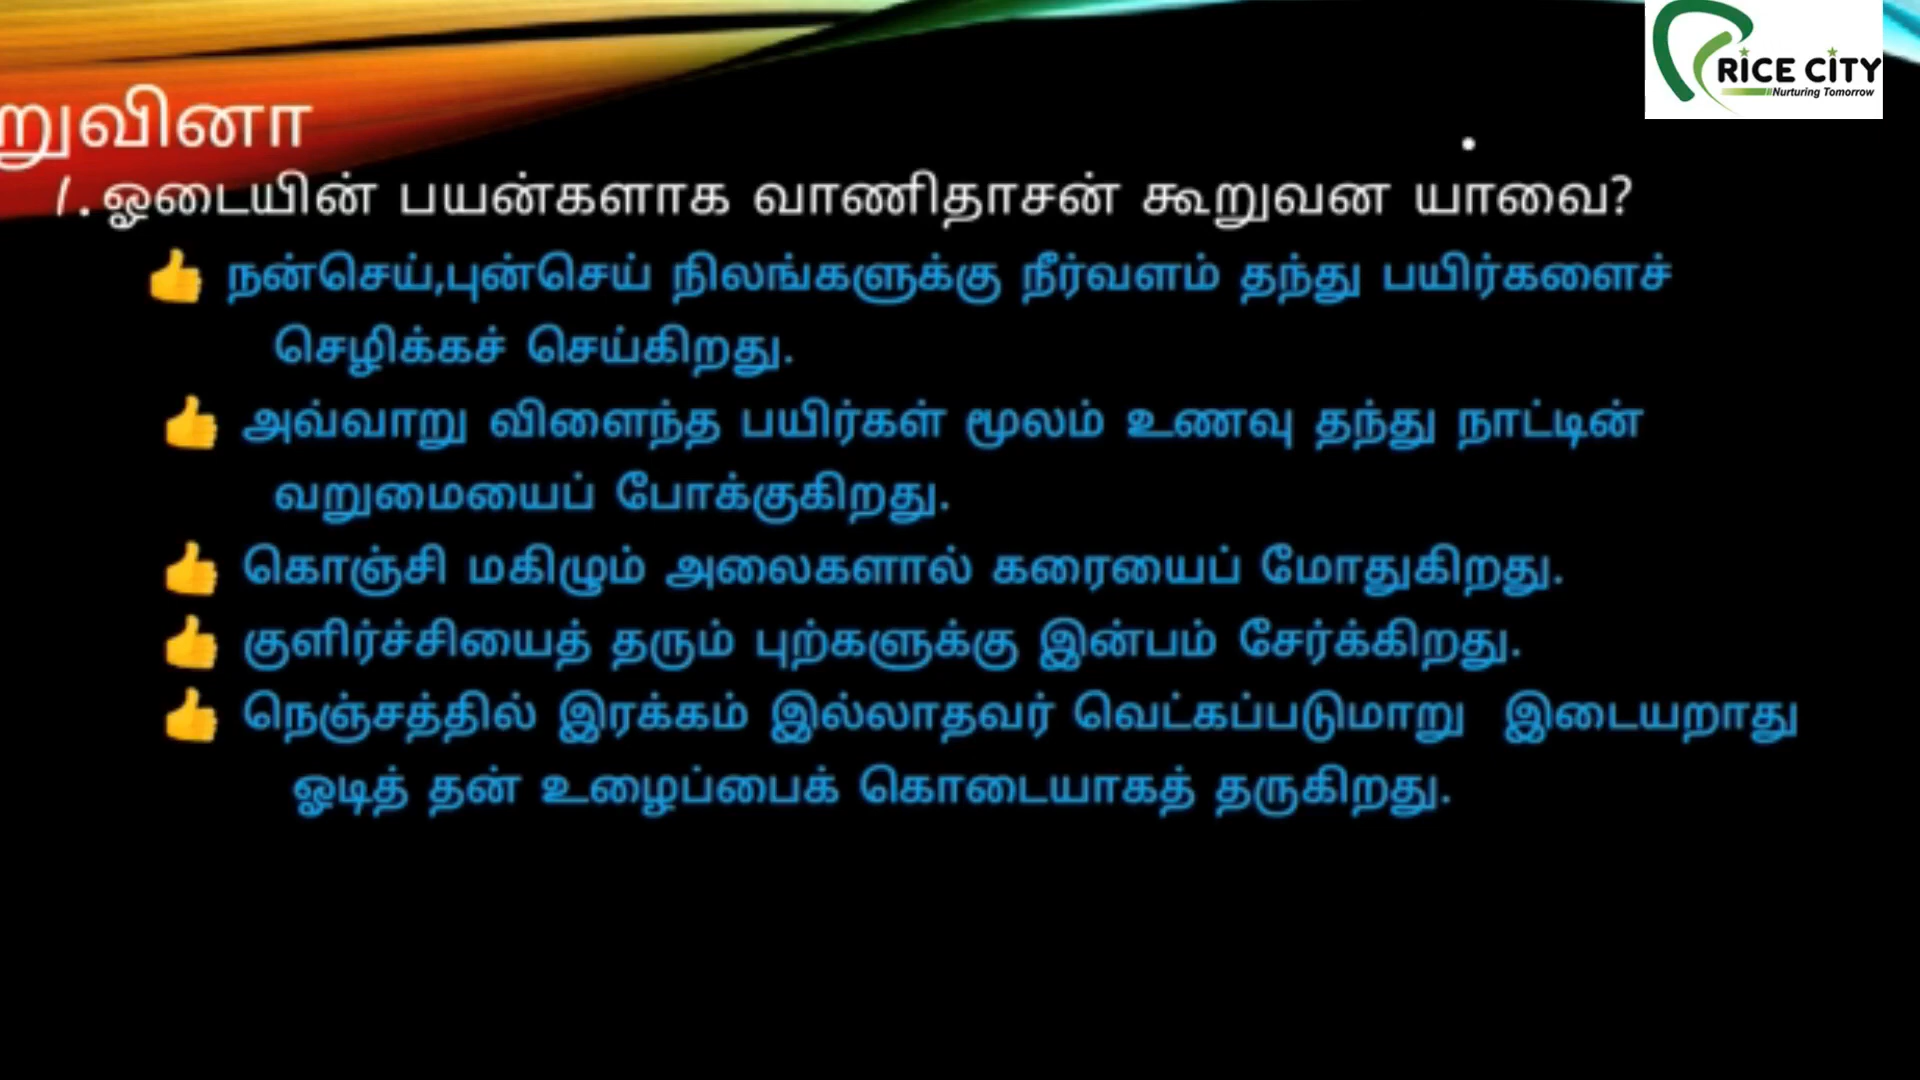 RICE CITY
Nurturing Tomorrow
றுவினா
1. ஓடையின் பயன்களாக வாணிதாசன் கூறுவன யாவை?
👍 நன்செய்,புன்செய் நிலங்களுக்கு நீர்வளம் தந்து பயிர்களைச்
செழிக்கச் செய்கிறது.
👍 அவ்வாறு விளைந்த பயிர்கள் மூலம் உணவு தந்து நாட்டின்
வறுமையைப் போக்குகிறது.
👍 கொஞ்சி மகிழும் அலைகளால் கரையைப் மோதுகிறது.
👍 குளிர்ச்சியைத் தரும் புற்களுக்கு இன்பம் சேர்க்கிறது.
👍 நெஞ்சத்தில் இரக்கம் இல்லாதவர் வெட்கப்படுமாறு இடையறாது
ஓடித் தன் உழைப்பைக் கொடையாகத் தருகிறது.